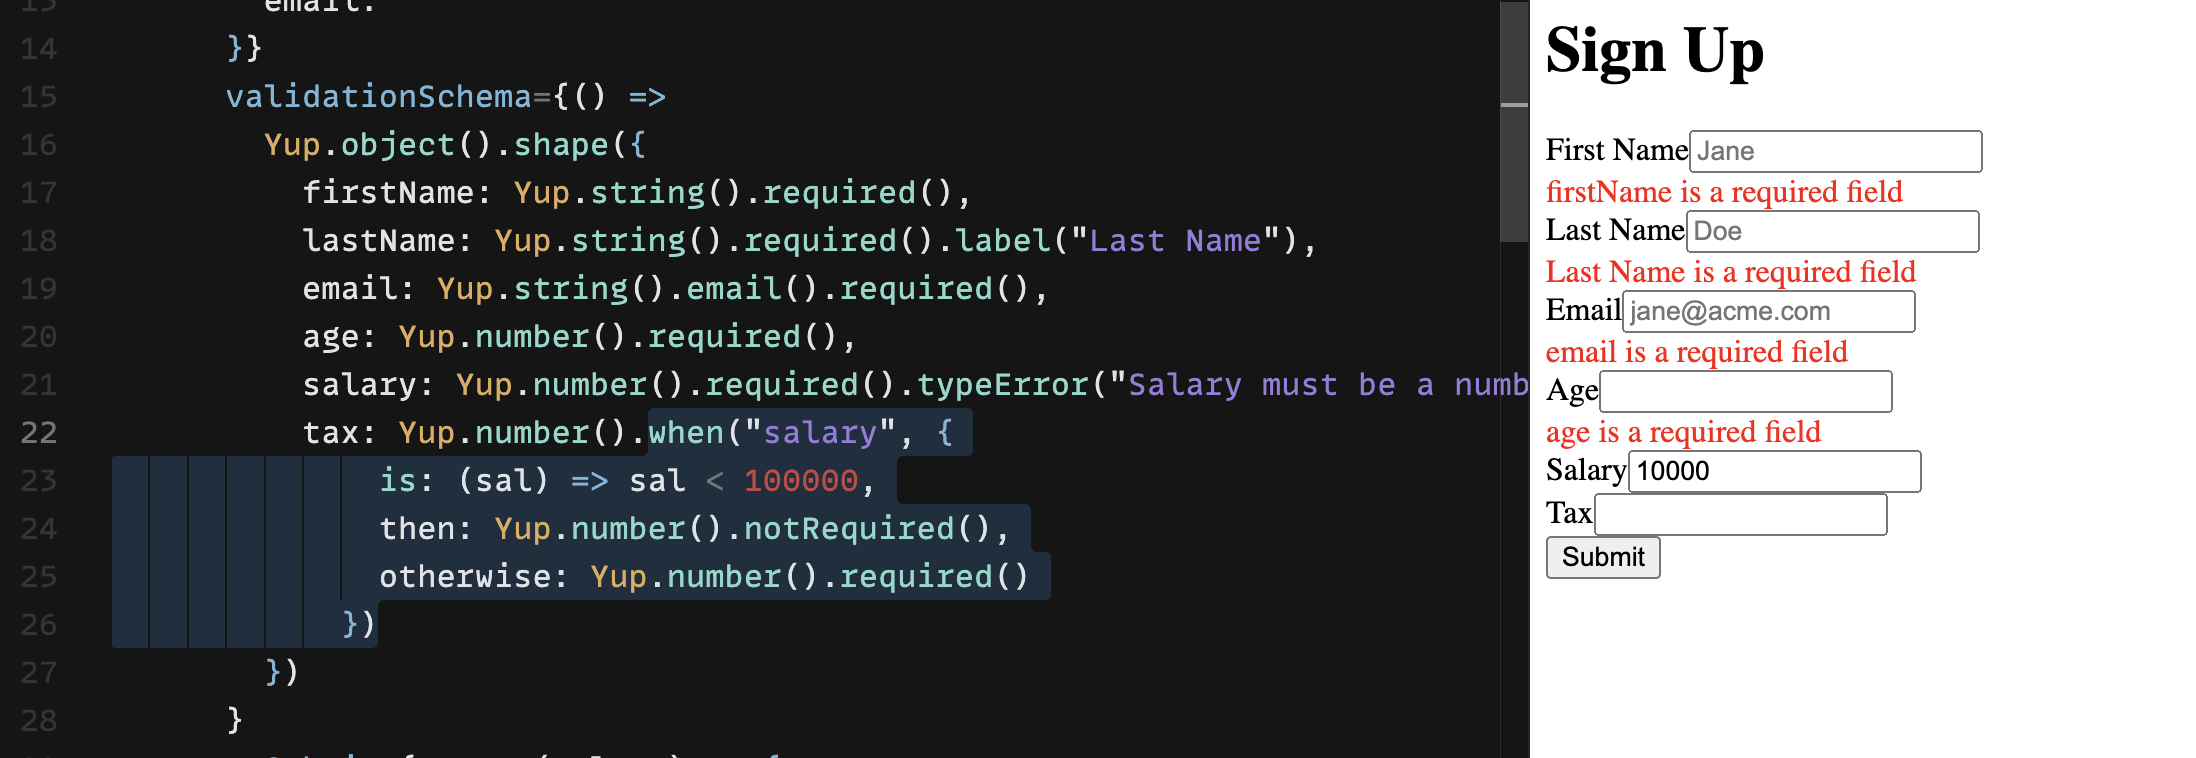 13 email:
14 }}
15 validationSchema={() =>
16 Yup.object().shape({
17 firstName: Yup.string().required(),
18 lastName: Yup.string().required().label("Last Name"),
19 email: Yup.string().email().required(),
20 age: Yup.number().required(),
21 salary: Yup.number().required().typeError("Salary must be a numb
22 tax: Yup.number().when("salary", {
23 is: (sal) => sal < 100000,
24 then: Yup.number().notRequired(),
25 otherwise: Yup.number().required()
26 })
27 })
28 }
Sign Up
First Name Jane
firstName is a required field
Last Name Doe
Last Name is a required field
Email jane@acme.com
email is a required field
Age
age is a required field
Salary 10000
Tax
Submit